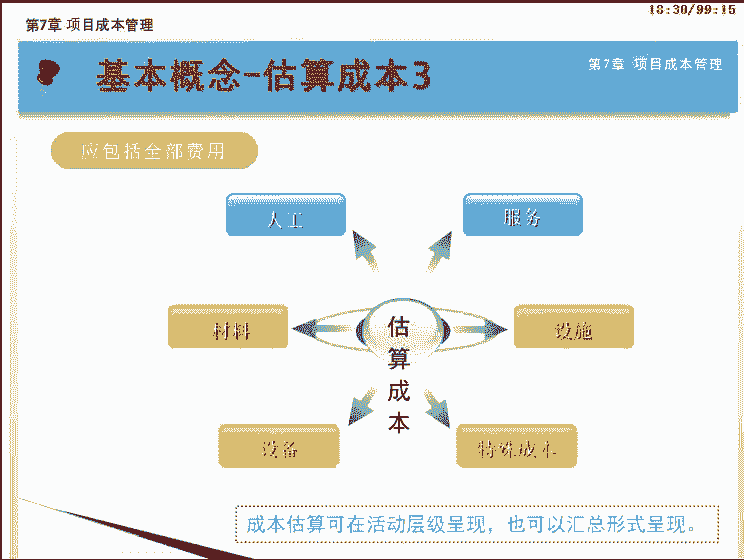 18:30/99:15
第7章 项目成本管理
基本概念-估算成本3
第7章 项目成本管理
应包括全部费用
人工
服务
材料
估算成本
设施
设备
特殊成本
成本估算可在活动层级呈现，也可以汇总形式呈现。